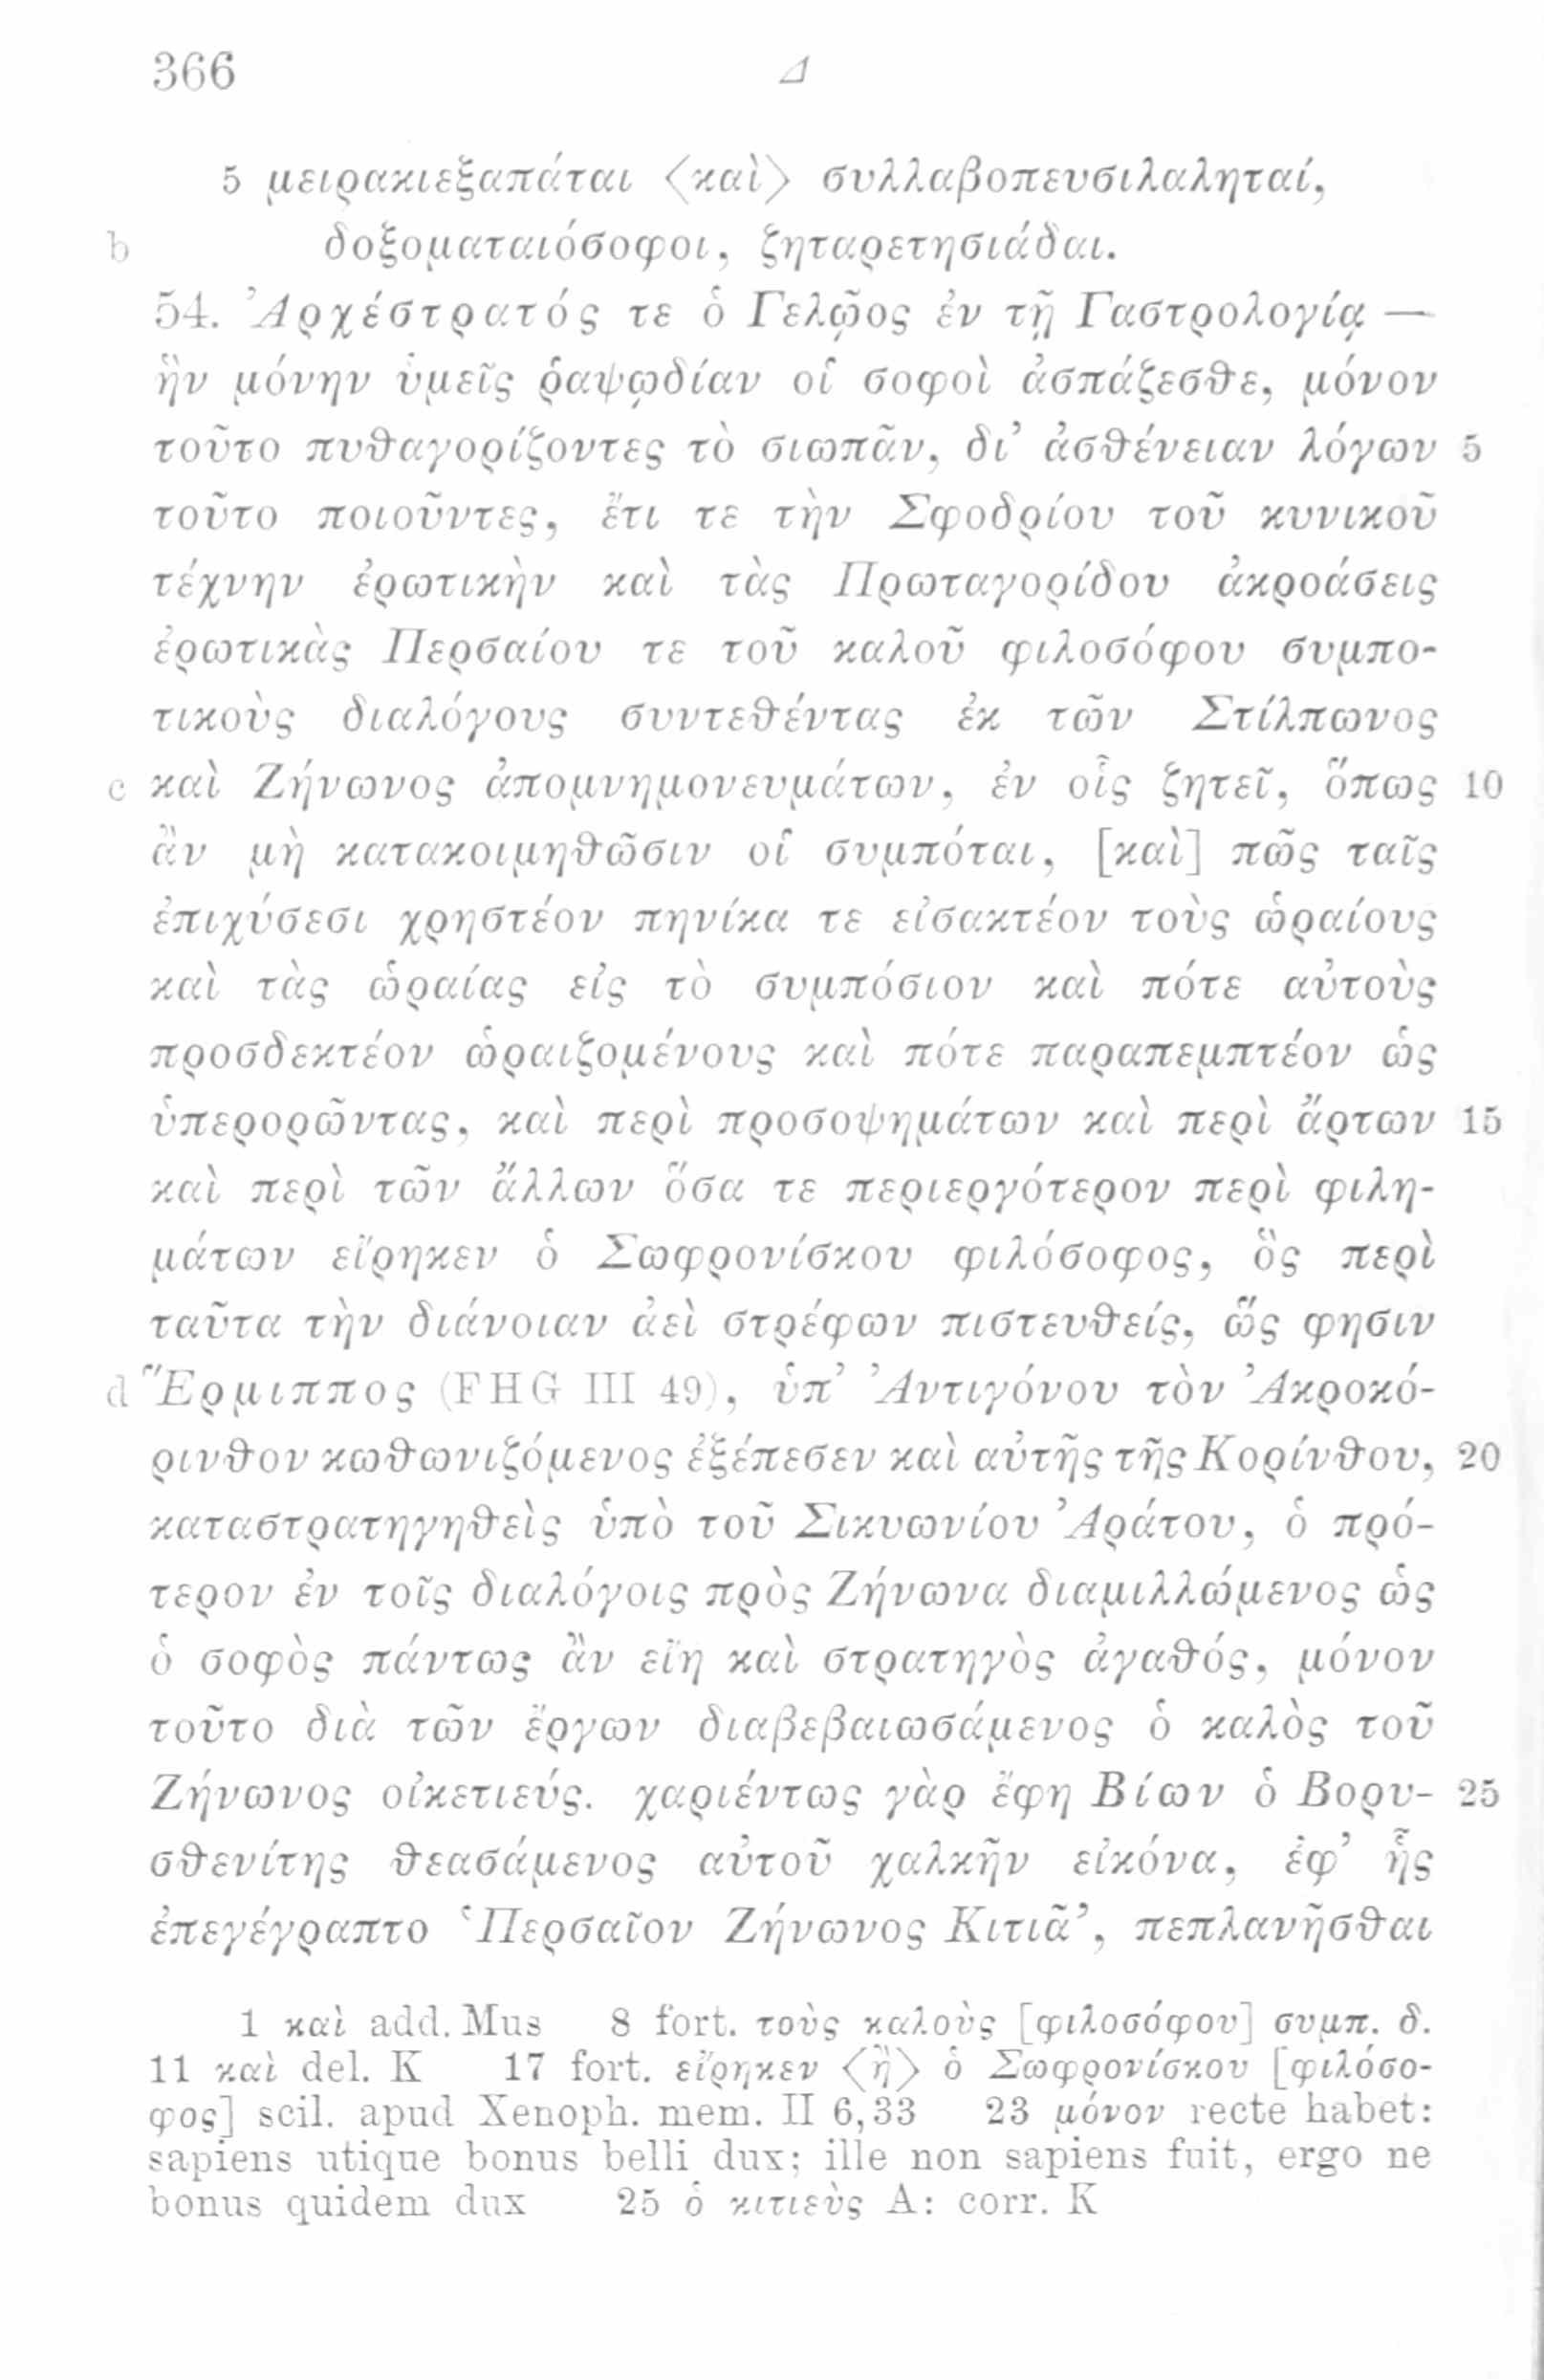 366 Δ
5 μειρακιεξαπάται ⟨καὶ⟩ συλλαβοπευσιλαληταί,
b δοξοματαιόσοφοι, ζηταρετησιάδαι.
54. Ἀρχέστρατός τε ὁ Γελῷος ἐν τῇ Γαστρολογίᾳ —
ἣν μόνην ὑμεῖς ῥαψῳδίαν οἱ σοφοὶ ἀσπάζεσθε, μόνον
τοῦτο πυθαγορίζοντες τὸ σιωπᾶν, δι’ ἀσθένειαν λόγων 5
τοῦτο ποιοῦντες, ἔτι τε τὴν Σφοδρίου τοῦ κυνικοῦ
τέχνην ἐρωτικὴν καὶ τὰς Πρωταγορίδου ἀκροάσεις
ἐρωτικὰς Περσαίου τε τοῦ καλοῦ φιλοσόφου συμπο-
τικοὺς διαλόγους συντεθέντας ἐκ τῶν Στίλπωνος
c καὶ Ζήνωνος ἀπομνημονευμάτων, ἐν οἷς ζητεῖ, ὅπως 10
ἂν μὴ κατακοιμηθῶσιν οἱ συμπόται, [καὶ] πῶς ταῖς
ἐπιχύσεσι χρηστέον πηνίκα τε εἰσακτέον τοὺς ὡραίους
καὶ τὰς ὡραίας εἰς τὸ συμπόσιον καὶ πότε αὐτοὺς
προσδεκτέον ὡραιζομένους καὶ πότε παραπεμπτέον ὡς
ὑπερορῶντας, καὶ περὶ προσοψημάτων καὶ περὶ ἄρτων 15
καὶ περὶ τῶν ἄλλων ὅσα τε περιεργότερον περὶ φιλη-
μάτων εἴρηκεν ὁ Σωφρονίσκου φιλόσοφος, ὃς περὶ
ταῦτα τὴν διάνοιαν ἀεὶ στρέφων πιστευθείς, ὥς φησιν
d Ἕρμιππος (FHG III 49), ὑπ’ Ἀντιγόνου τὸν Ἀκροκό-
ρινθον κωθωνιζόμενος ἐξέπεσεν καὶ αὐτῆς τῆς Κορίνθου, 20
καταστρατηγηθεὶς ὑπὸ τοῦ Σικυωνίου Ἀράτου, ὁ πρό-
τερον ἐν τοῖς διαλόγοις πρὸς Ζήνωνα διαμιλλώμενος ὡς
ὁ σοφὸς πάντως ἂν εἴη καὶ στρατηγὸς ἀγαθός, μόνον
τοῦτο διὰ τῶν ἔργων διαβεβαιωσάμενος ὁ καλὸς τοῦ
Ζήνωνος οἰκετιεύς. χαριέντως γὰρ ἔφη Βίων ὁ Βορυ- 25
σθενίτης θεασάμενος αὐτοῦ χαλκῆν εἰκόνα, ἐφ’ ἧς
ἐπεγέγραπτο ‘Περσαῖον Ζήνωνος Κιτιᾶ’, πεπλανῆσθαι
1 καὶ add. Mus 8 fort. τοὺς καλοὺς [φιλοσόφου] συμπ. δ.
11 καὶ del. K 17 fort. εἴρηκεν ⟨ἢ⟩ ὁ Σωφρονίσκου [φιλόσο-
φος] scil. apud Xenoph. mem. II 6,33 23 μόνον recte habet:
sapiens utique bonus belli dux; ille non sapiens fuit, ergo ne
bonus quidem dux 25 ὁ κιτιεὺς A: corr. K